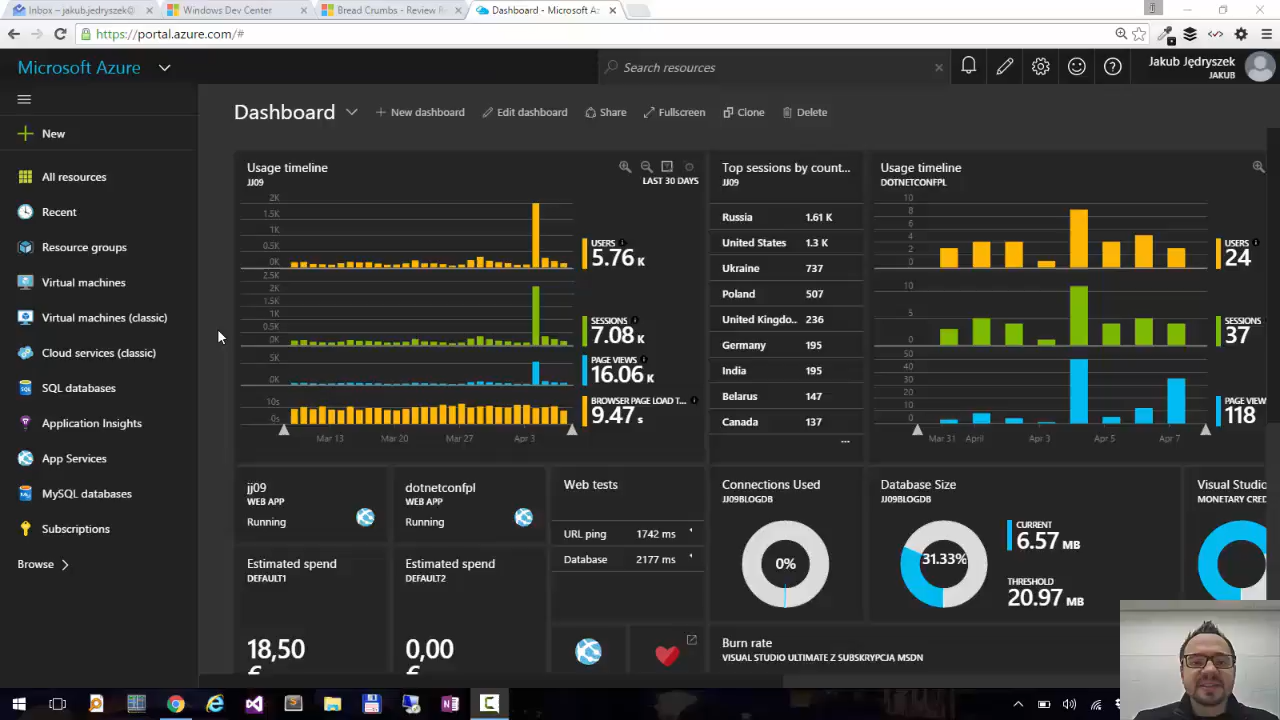 Inbox – jakub.jedryszek@
Windows Dev Center
Bread Crumbs - Review R
Dashboard - Microsoft Az
https://portal.azure.com/#
Microsoft Azure
Search resources
Jakub Jędryszek
JAKUB
New
All resources
Recent
Resource groups
Virtual machines
Virtual machines (classic)
Cloud services (classic)
SQL databases
Application Insights
App Services
MySQL databases
Subscriptions
Browse
Dashboard
New dashboard
Edit dashboard
Share
Fullscreen
Clone
Delete
Usage timeline
JJ09
LAST 30 DAYS
2K
1.5K
1K
0.5K
0K
USERS
5.76 K
2.5K
2K
1.5K
1K
0.5K
0K
SESSIONS
7.08 K
5K
0K
PAGE VIEWS
16.06 K
10s
0s
BROWSER PAGE LOAD T...
9.47 s
Mar 13 Mar 20 Mar 27 Apr 3
Top sessions by count...
JJ09
Russia 1.61 K
United States 1.3 K
Ukraine 737
Poland 507
United Kingdo.. 236
Germany 195
India 195
Belarus 147
Canada 137
...
Usage timeline
DOTNETCONFPL
10
8
6
4
2
0
USERS
24
10
5
0
SESSIONS
37
50
40
30
20
10
0
PAGE VIEW
118
Mar 31 April Apr 3 Apr 5 Apr 7
jj09
WEB APP
Running
dotnetconfpl
WEB APP
Running
Web tests
URL ping 1742 ms
Database 2177 ms
Connections Used
JJ09BLOGDB
0%
Database Size
JJ09BLOGDB
31.33%
CURRENT
6.57 MB
THRESHOLD
20.97 MB
Visual Studio
MONETARY CRED
Estimated spend
DEFAULT1
18,50
€
Estimated spend
DEFAULT2
0,00
€
Burn rate
VISUAL STUDIO ULTIMATE Z SUBSKRYPCJĄ MSDN